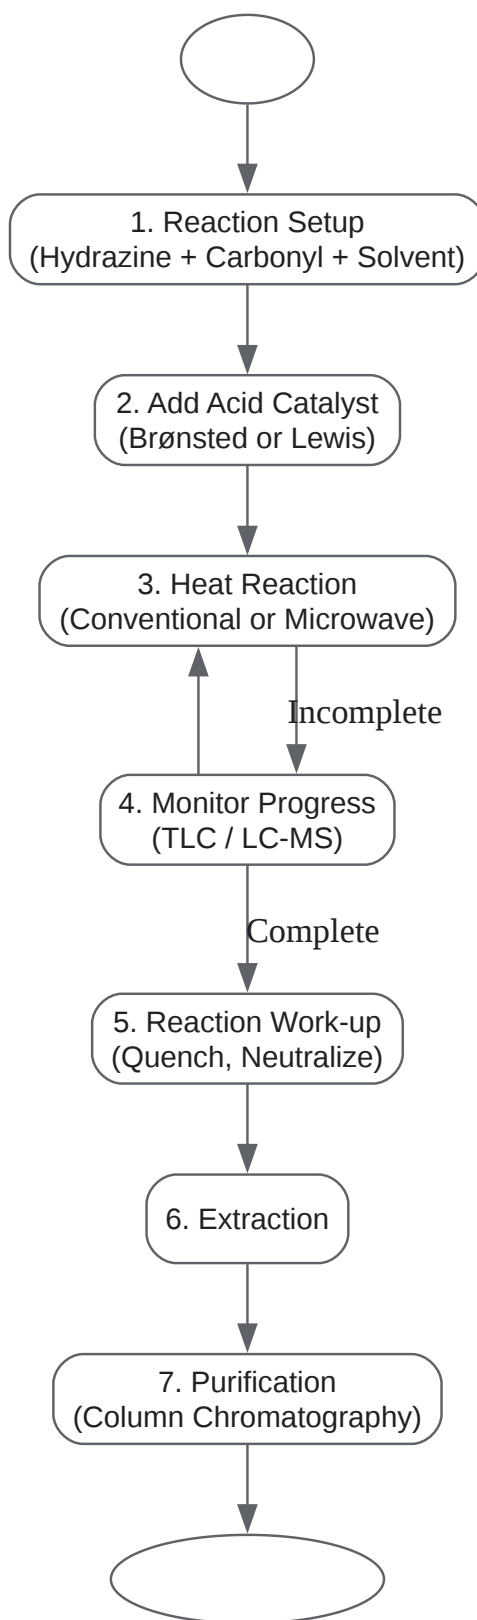 1. Reaction Setup
(Hydrazine + Carbonyl + Solvent)
2. Add Acid Catalyst
(Brønsted or Lewis)
3. Heat Reaction
(Conventional or Microwave)
Incomplete
4. Monitor Progress
(TLC / LC-MS)
Complete
5. Reaction Work-up
(Quench, Neutralize)
6. Extraction
7. Purification
(Column Chromatography)